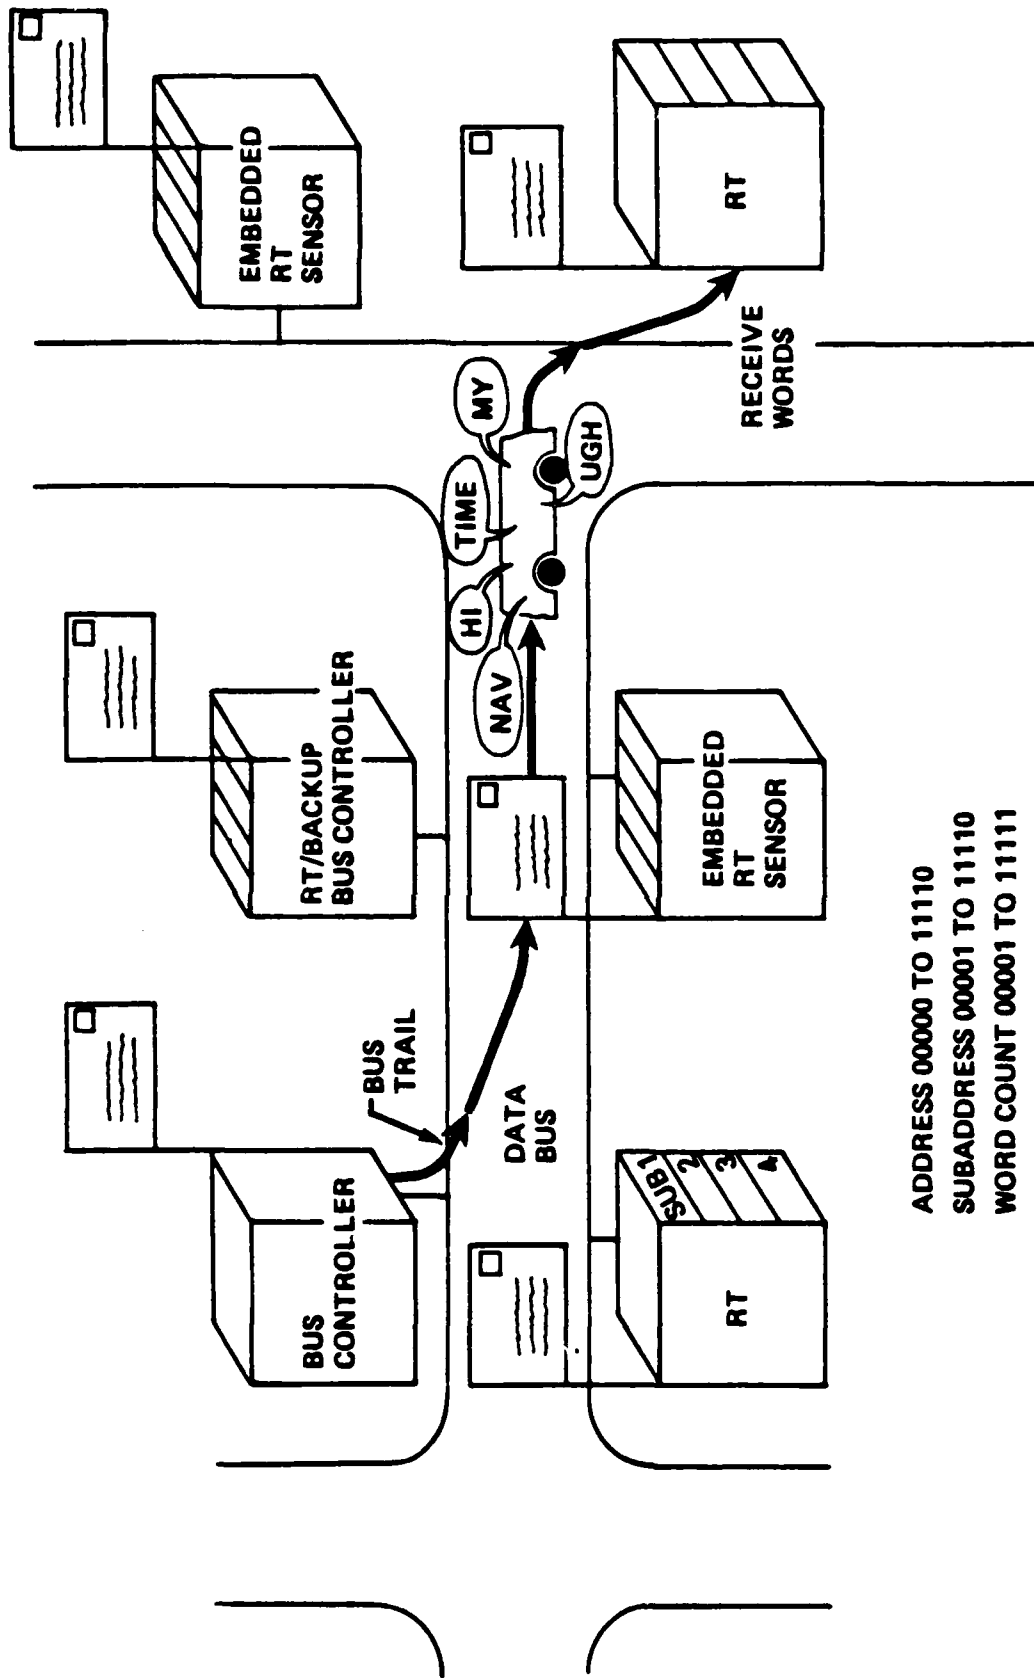 BUS
CONTROLLER
RT/BACKUP
BUS CONTROLLER
EMBEDDED
RT
SENSOR
BUS
TRAIL
DATA
BUS
NAV
HI
TIME
MY
UGH
RECEIVE
WORDS
RT
SUB 1
2
3
4
EMBEDDED
RT
SENSOR
RT
ADDRESS 00000 TO 11110
SUBADDRESS 00001 TO 11110
WORD COUNT 00001 TO 11111